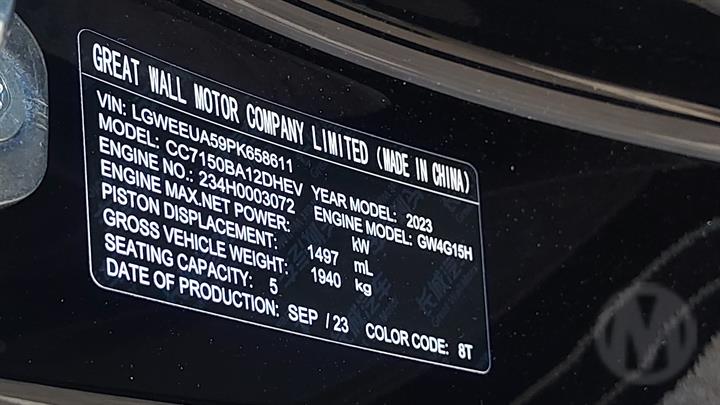 GREAT WALL MOTOR COMPANY LIMITED (MADE IN CHINA)
VIN: LGWEEUA59PK658611
MODEL: CC7150BA12DHEV YEAR MODEL: 2023
ENGINE NO.: 234H0003072 ENGINE MODEL: GW4G15H
ENGINE MAX.NET POWER: kW
PISTON DISPLACEMENT: 1497 mL
GROSS VEHICLE WEIGHT: 1940 kg
SEATING CAPACITY: 5
DATE OF PRODUCTION: SEP / 23 COLOR CODE: 8T
M